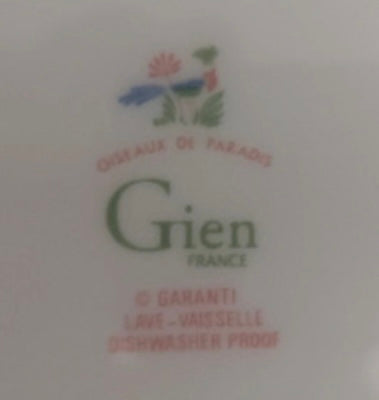 OISEAUX DE PARADIS
Gien
FRANCE
© GARANTI
LAVE-VAISSELLE
DISHWASHER PROOF